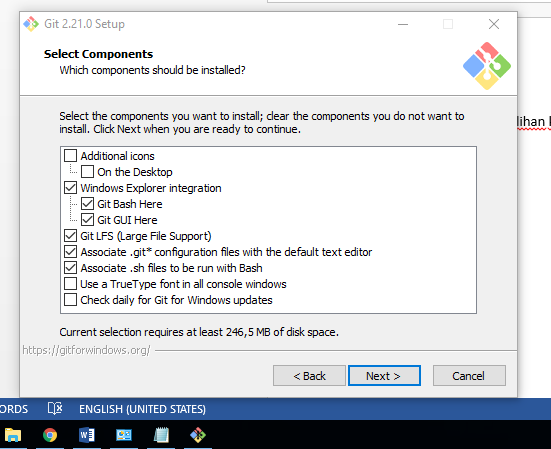 Git 2.21.0 Setup
Select Components
Which components should be installed?
Select the components you want to install; clear the components you do not want to
install. Click Next when you are ready to continue.
lihan
Additional icons
On the Desktop
Windows Explorer integration
Git Bash Here
Git GUI Here
Git LFS (Large File Support)
Associate .git* configuration files with the default text editor
Associate .sh files to be run with Bash
Use a TrueType font in all console windows
Check daily for Git for Windows updates
Current selection requires at least 246,5 MB of disk space.
https://gitforwindows.org/
< Back
Next >
Cancel
ORDS
ENGLISH (UNITED STATES)